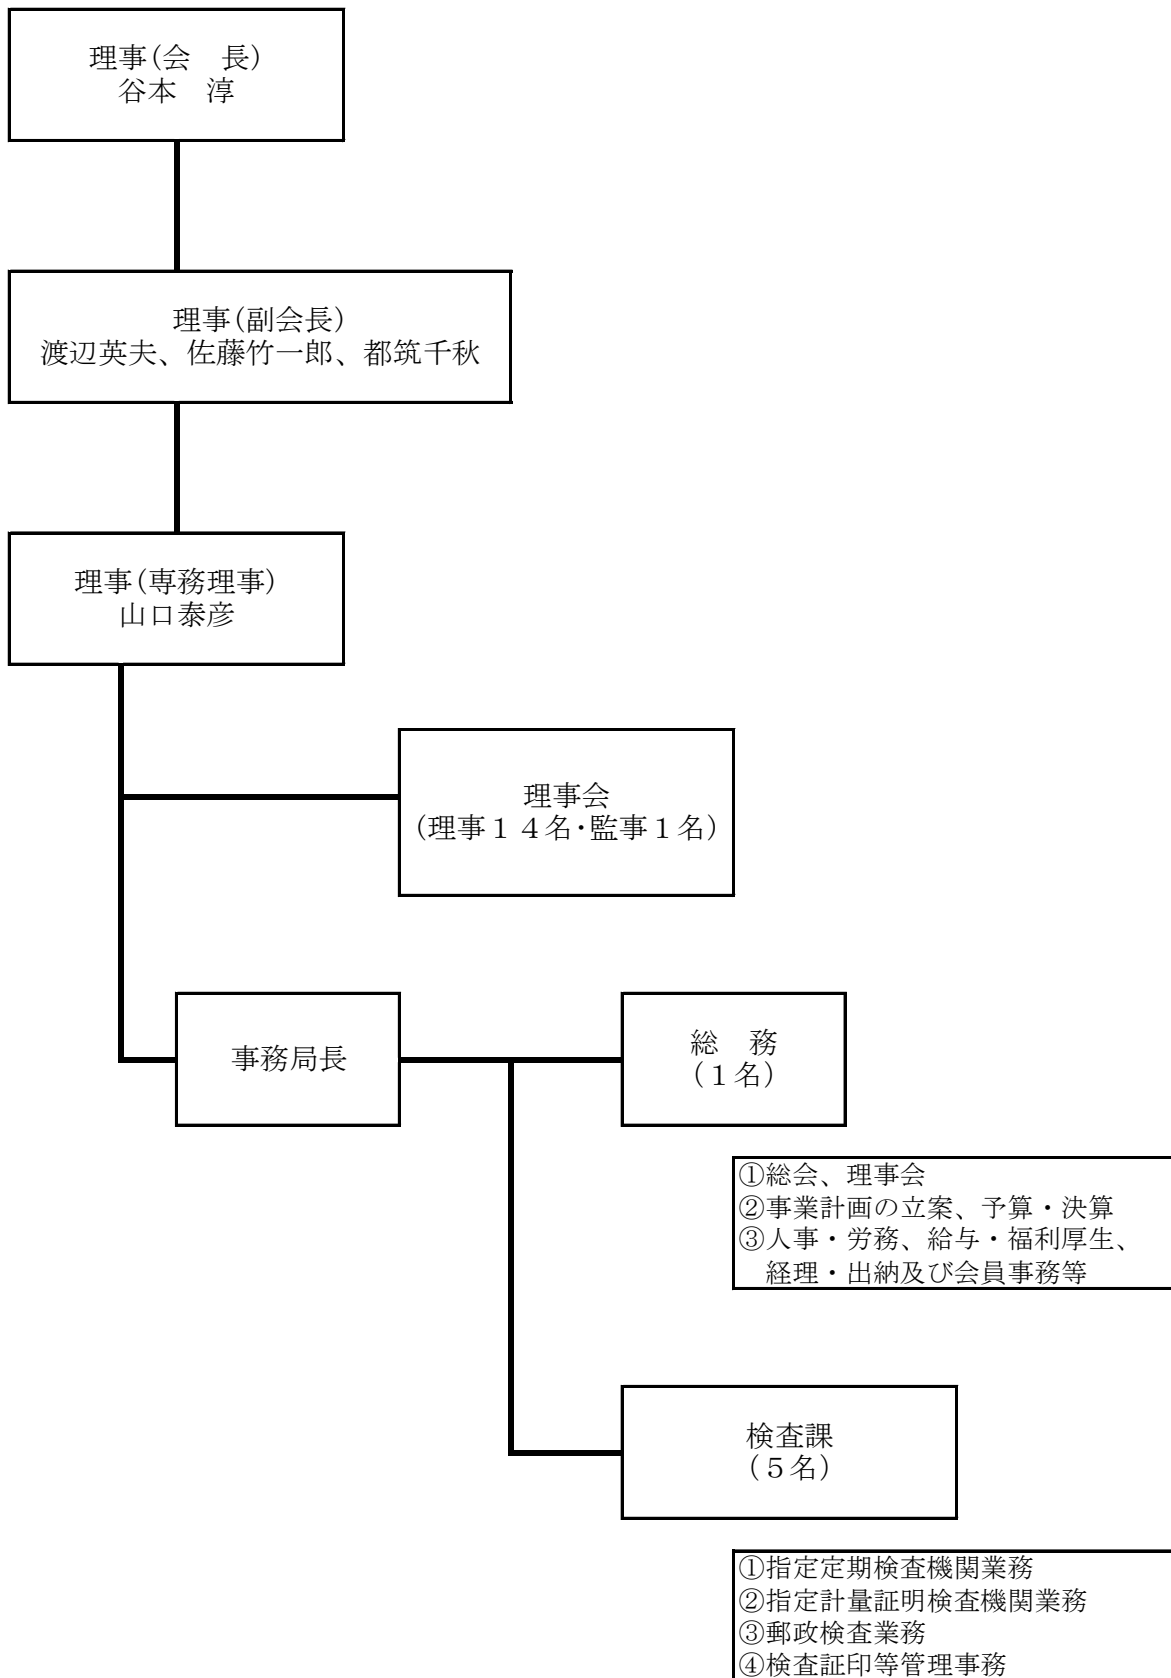 理事(会　長)
谷本　淳
理事(副会長)
渡辺英夫、佐藤竹一郎、都筑千秋
理事(専務理事)
山口泰彦
理事会
(理事１４名・監事１名)
事務局長
総　務
(１名)
①総会、理事会
②事業計画の立案、予算・決算
③人事・労務、給与・福利厚生、
　経理・出納及び会員事務等
検査課
(５名)
①指定定期検査機関業務
②指定計量証明検査機関業務
③郵政検査業務
④検査証印等管理事務